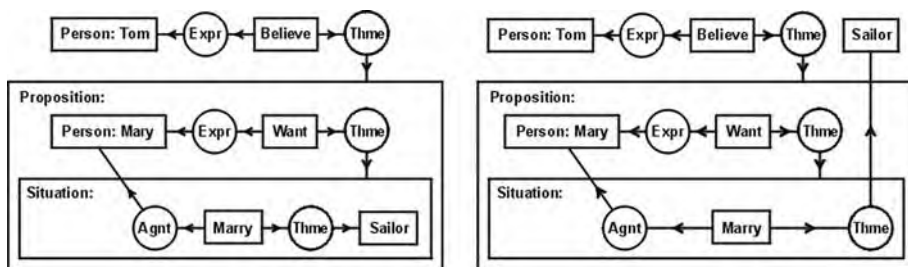 Person: Tom Expr Believe Thme
Proposition:
Person: Mary Expr Want Thme
Situation:
Agnt Marry Thme Sailor
Person: Tom Expr Believe Thme Sailor
Proposition:
Person: Mary Expr Want Thme
Situation:
Agnt Marry Thme